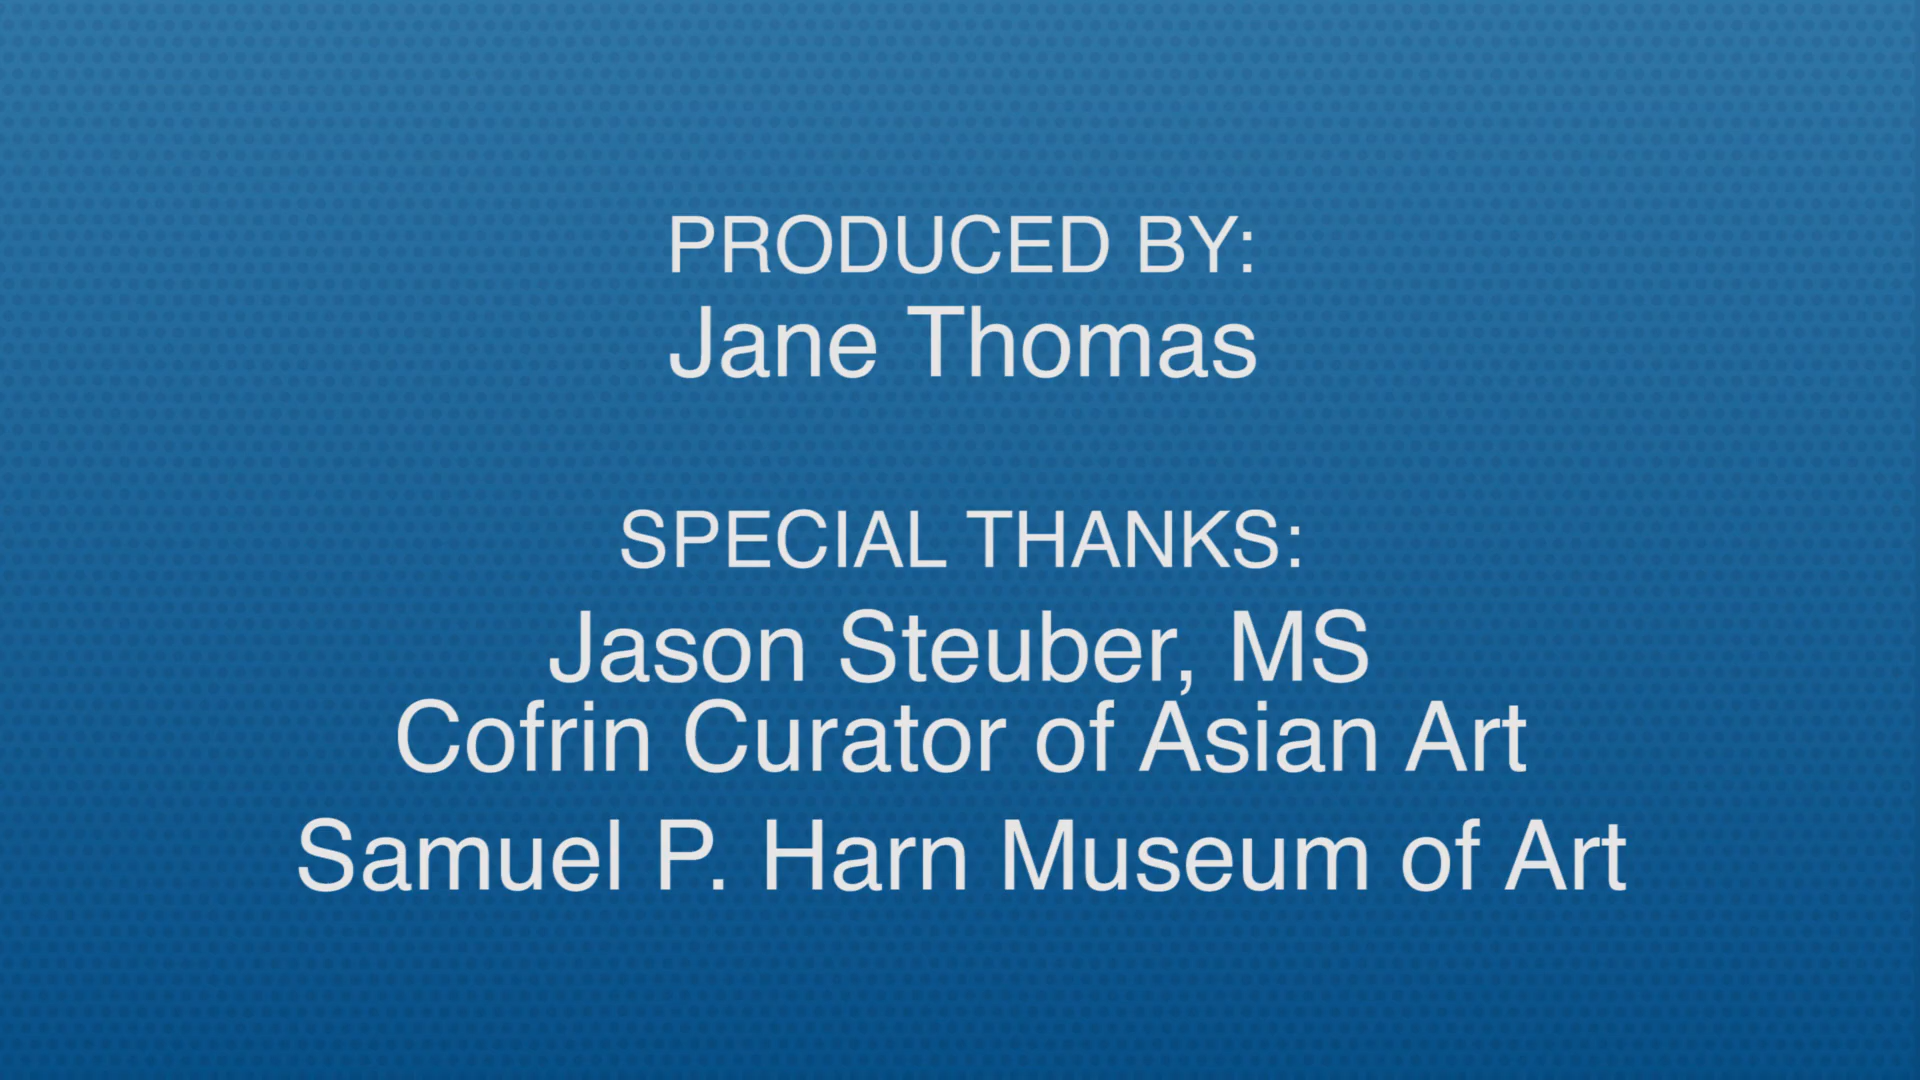 PRODUCED BY:
Jane Thomas
SPECIAL THANKS:
Jason Steuber, MS
Cofrin Curator of Asian Art
Samuel P. Harn Museum of Art